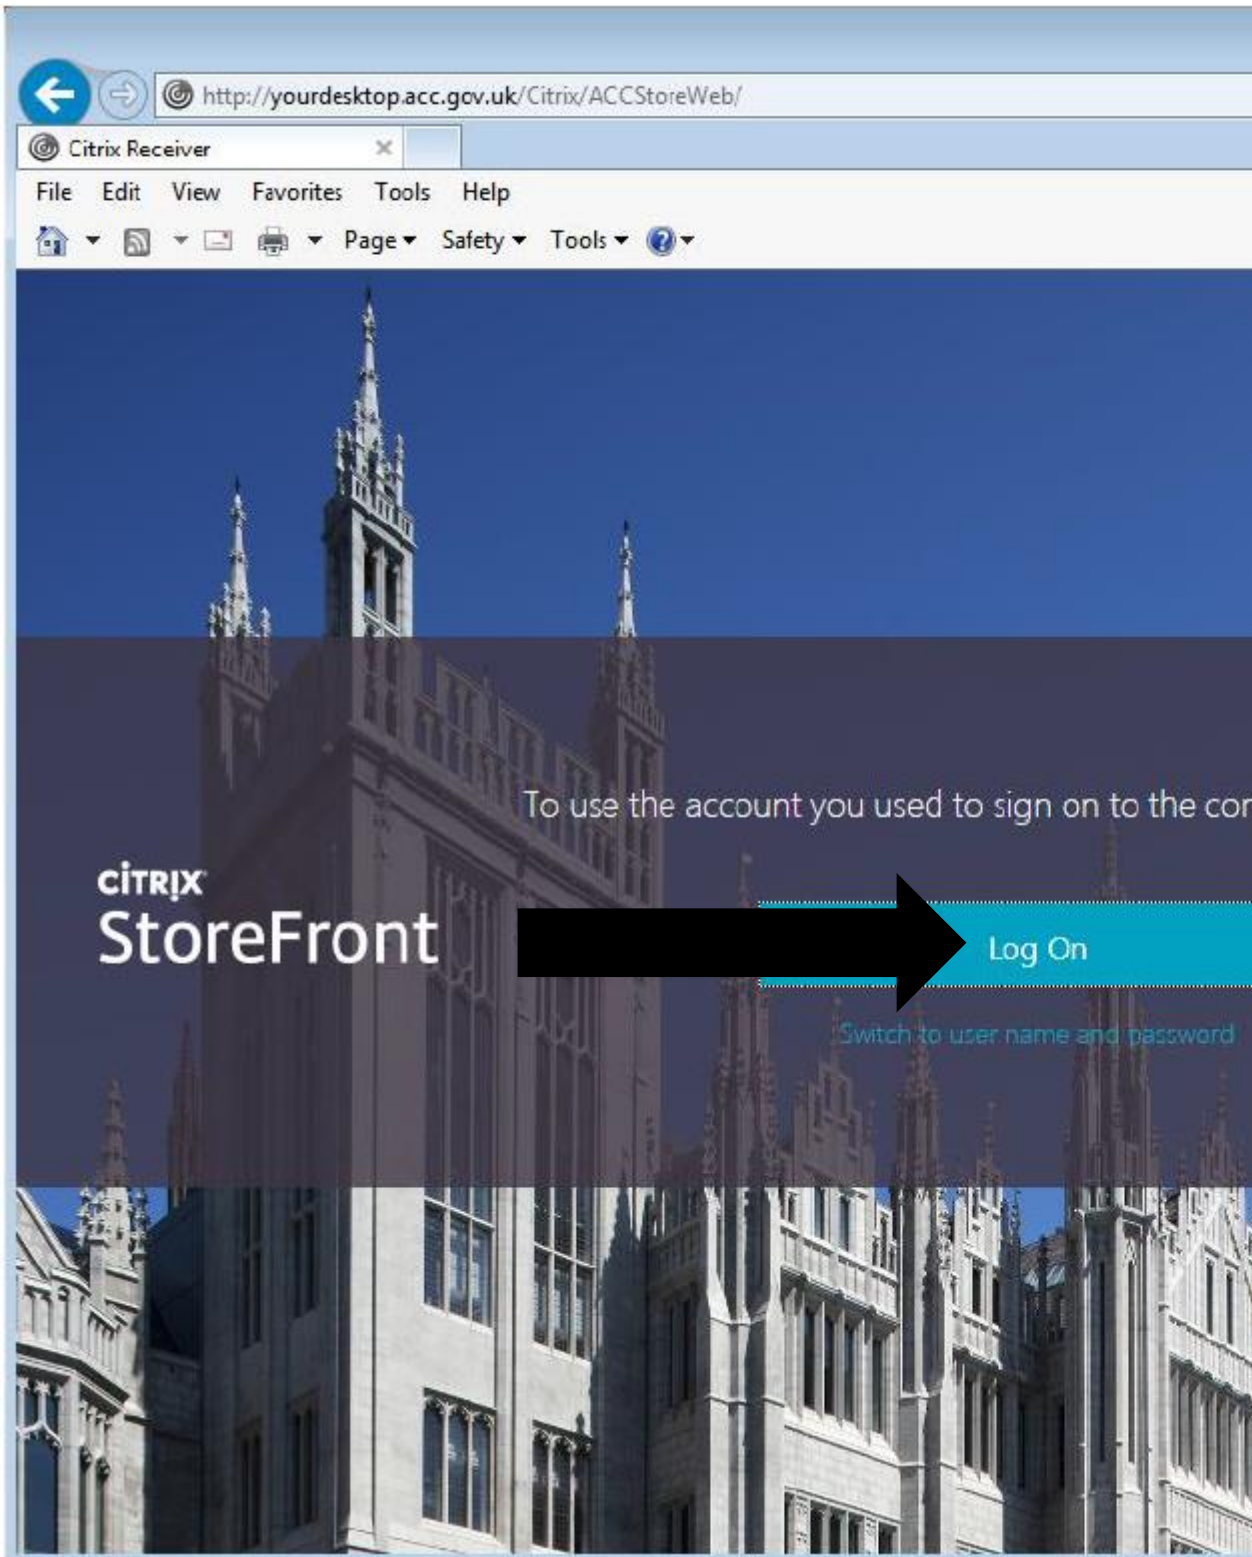 http://yourdesktop.acc.gov.uk/Citrix/ACCStoreWeb/
Citrix Receiver
File Edit View Favorites Tools Help
Page Safety Tools
To use the account you used to sign on to the
CİTRIX
StoreFront
Log On
Switch to user name and password